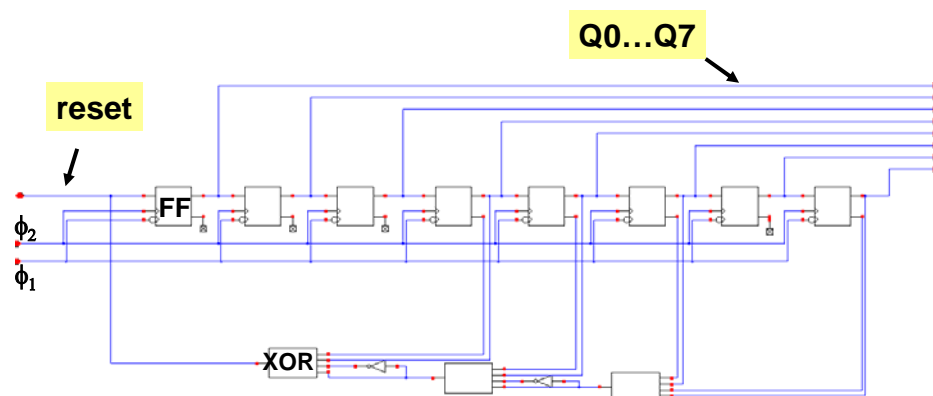 Q0…Q7
reset
FF
ϕ2
ϕ1
XOR